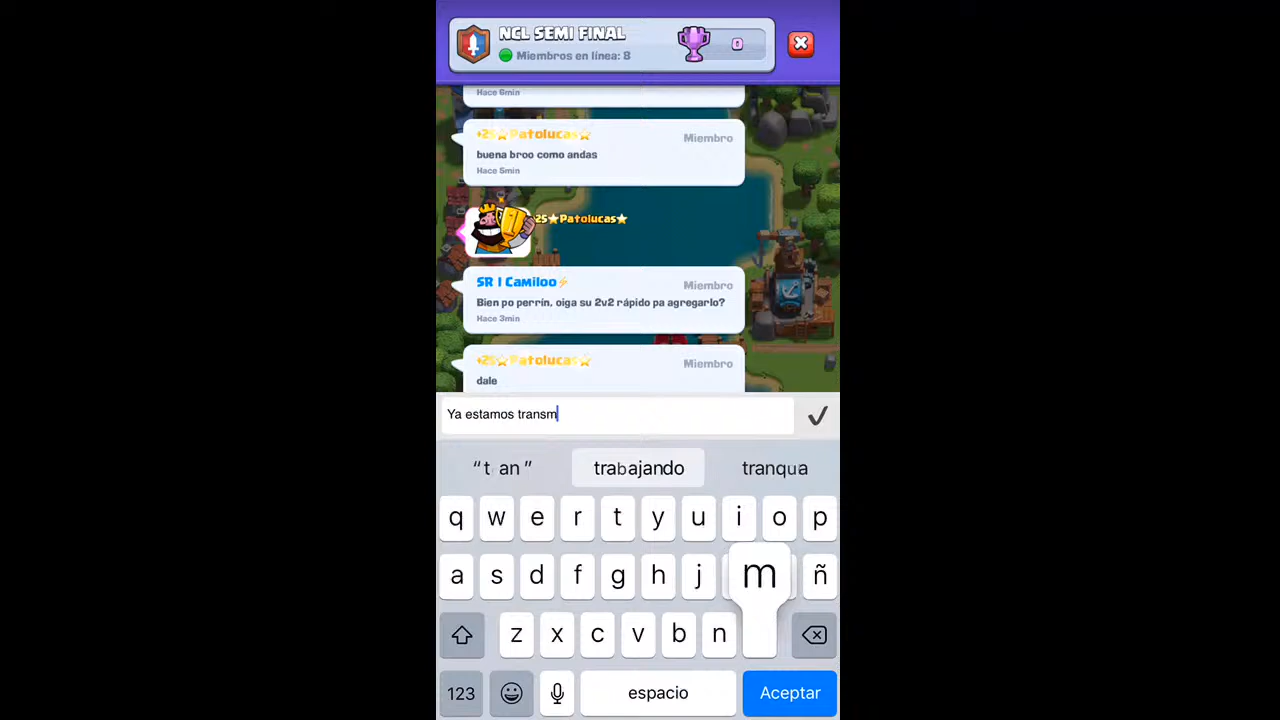 NCL SEMI FINAL
0
Miembros en línea: 8
Hace 6min
+25⭐Patolucas⭐
Miembro
buena broo como andas
Hace 5min
25⭐Patolucas⭐
SR | Camiloo⚡
Miembro
Bien po perrín, oiga su 2v2 rápido pa agregarlo?
Hace 3min
+25⭐Patolucas⭐
Miembro
dale
Ya estamos transm
trabajando
tranqua
q w e r t y u i o p
a s d f g h j ñ
m
z x c v b n
123
espacio
Aceptar